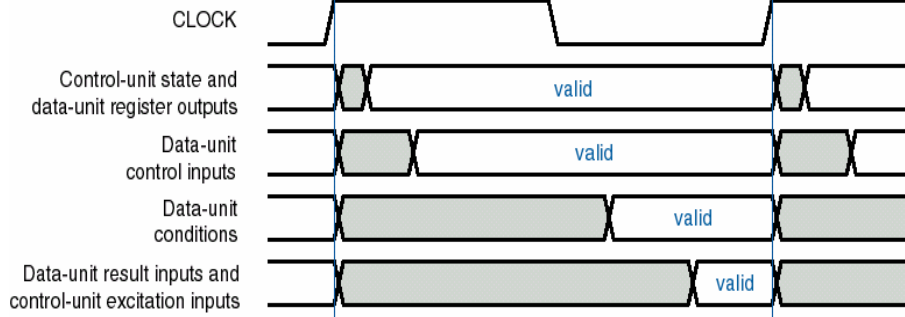 CLOCK
Control-unit state and
data-unit register outputs
valid
Data-unit
control inputs
valid
Data-unit
conditions
valid
Data-unit result inputs and
control-unit excitation inputs
valid